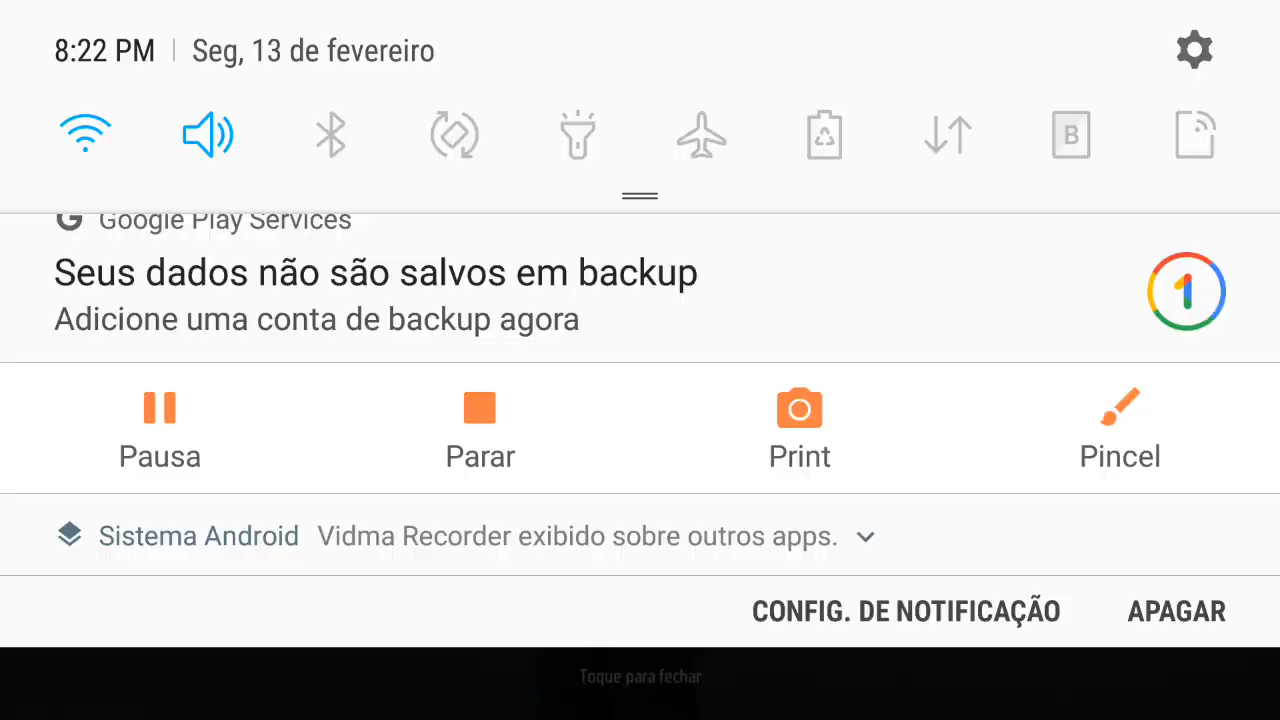 8:22 PM | Seg, 13 de fevereiro
B
Google Play Services
Seus dados não são salvos em backup
Adicione uma conta de backup agora
1
Pausa Parar Print Pincel
Sistema Android Vidma Recorder exibido sobre outros apps.
CONFIG. DE NOTIFICAÇÃO APAGAR
Toque para fechar